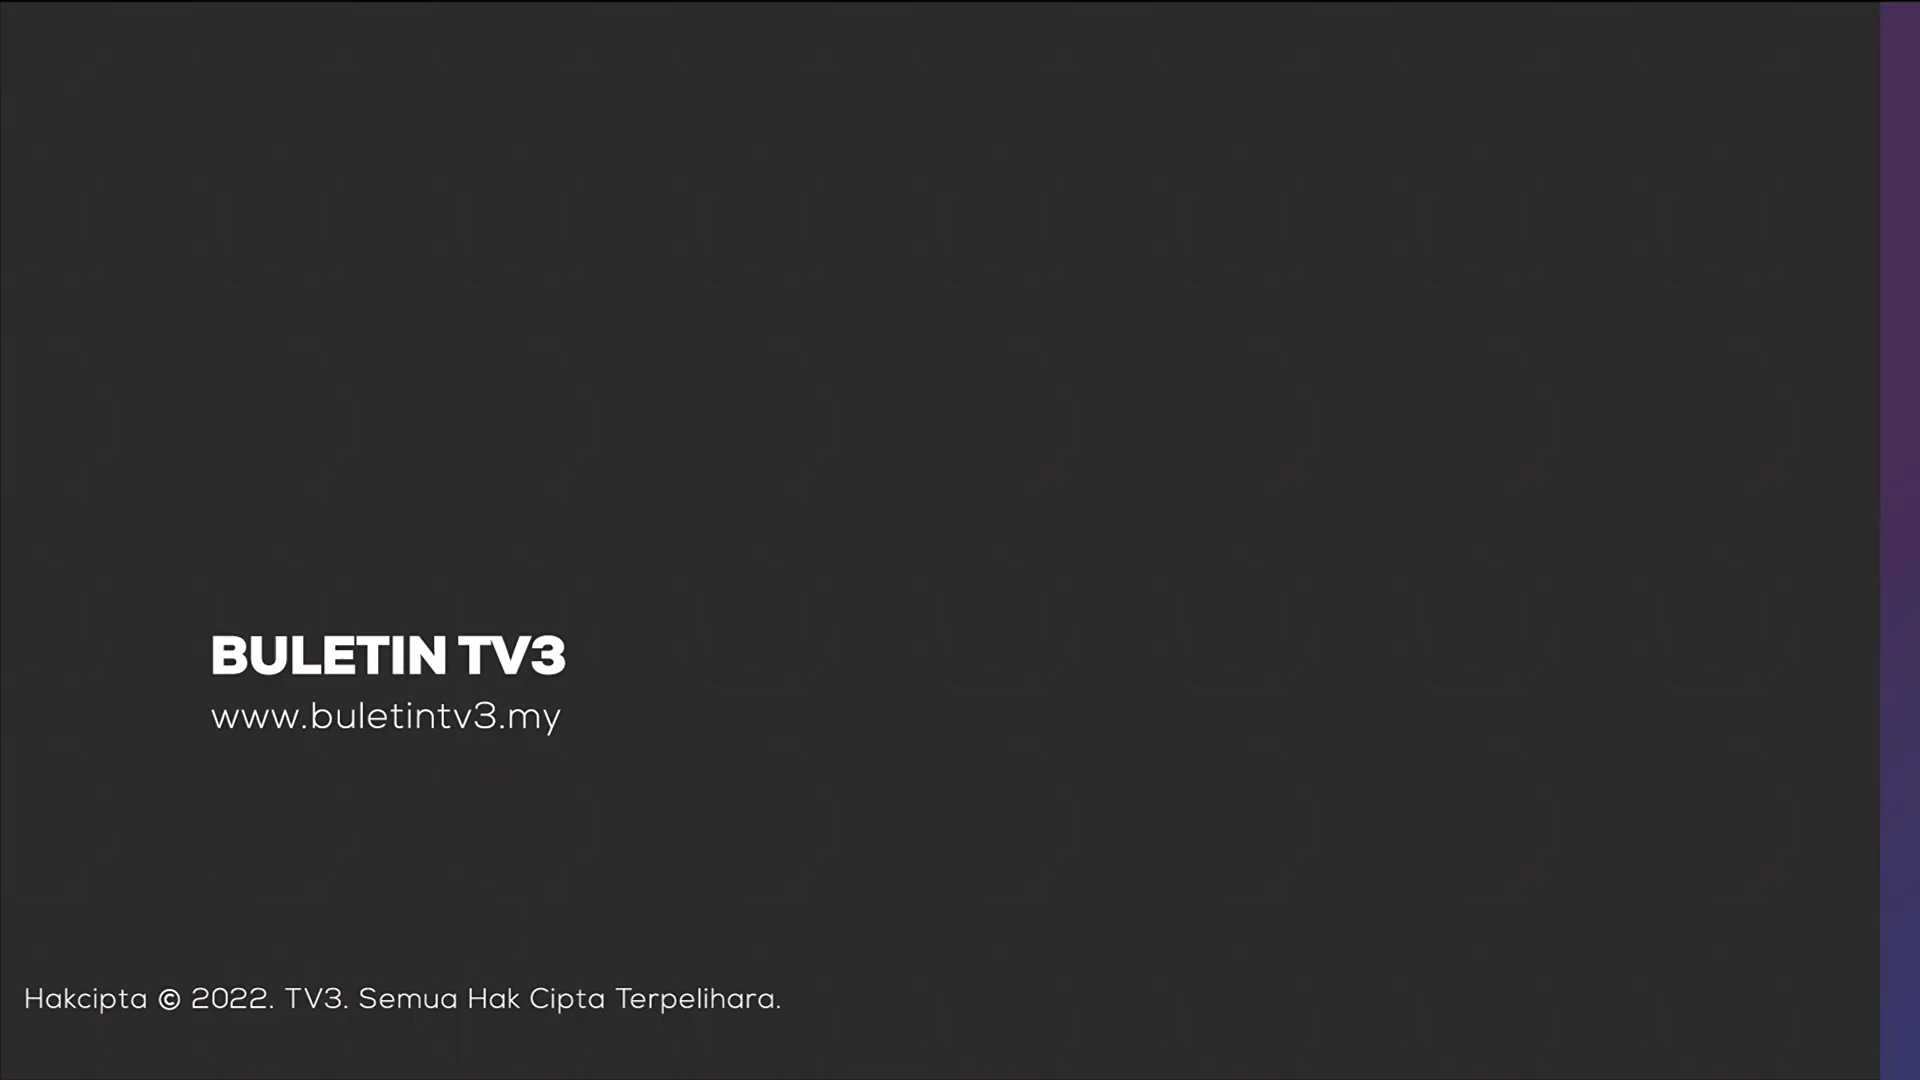 BULETIN TV3
www.buletintv3.my
Hakcipta © 2022. TV3. Semua Hak Cipta Terpelihara.